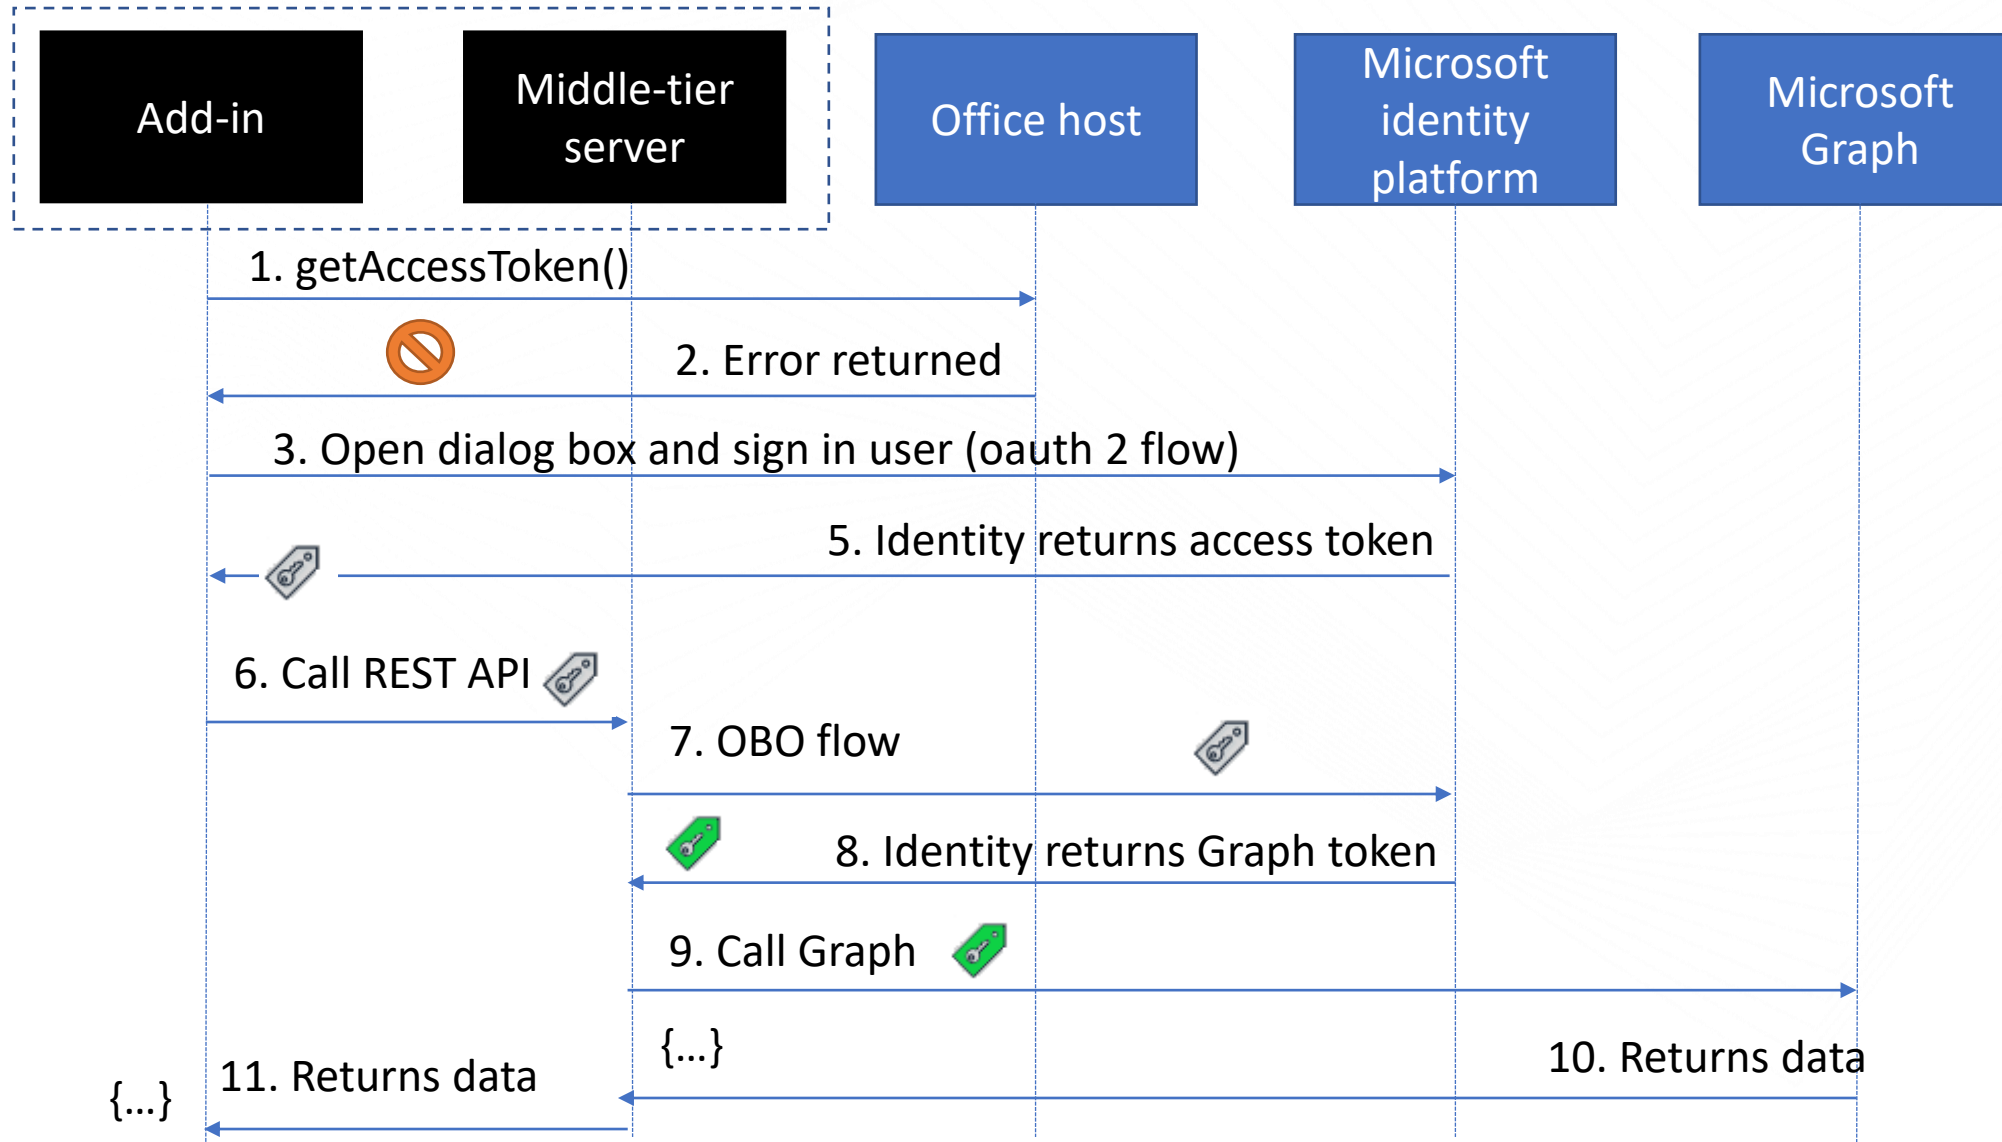 Add-in
Middle-tier
server
Office host
Microsoft
identity
platform
Microsoft
Graph
1. getAccessToken()
2. Error returned
3. Open dialog box and sign in user (oauth 2 flow)
5. Identity returns access token
6. Call REST API
7. OBO flow
8. Identity returns Graph token
9. Call Graph
{...}
10. Returns data
11. Returns data
{...}